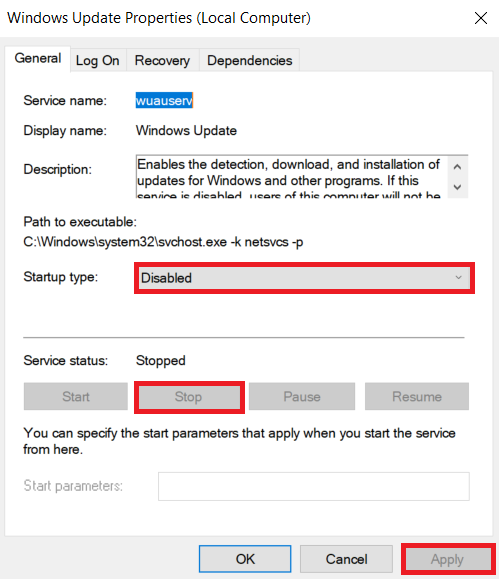 Windows Update Properties (Local Computer)
General Log On Recovery Dependencies
Service name: wuauserv
Display name: Windows Update
Description: Enables the detection, download, and installation of
updates for Windows and other programs. If this
service is disabled, users of this computer will not be
Path to executable:
C:\Windows\system32\svchost.exe -k netsvcs -p
Startup type: Disabled
Service status: Stopped
Start Stop Pause Resume
You can specify the start parameters that apply when you start the service
from here.
Start parameters:
OK Cancel Apply